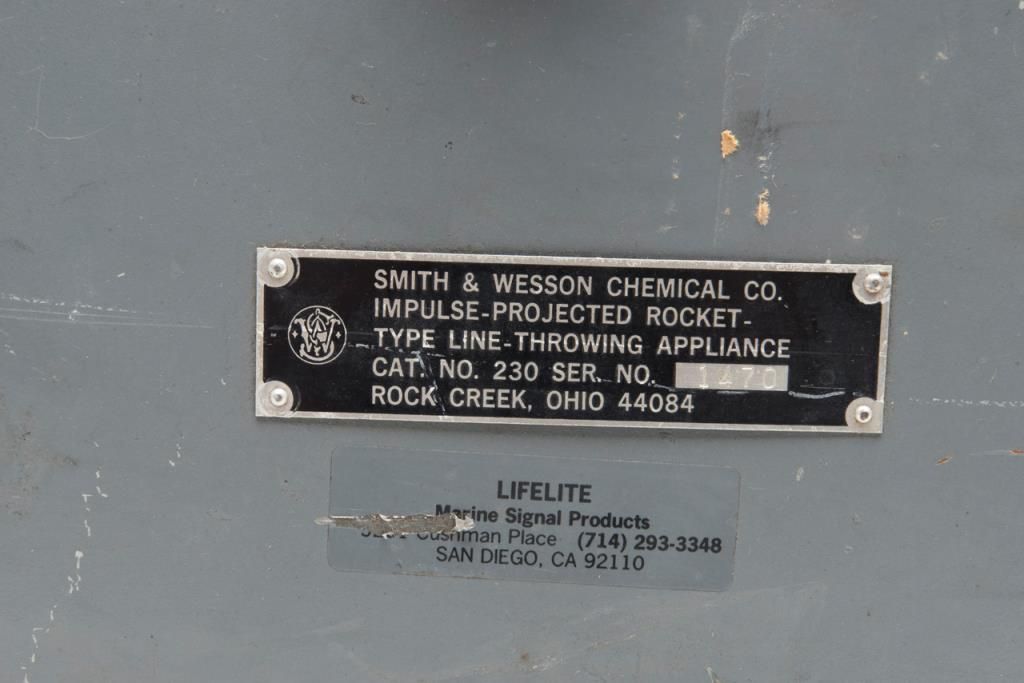 SMITH & WESSON CHEMICAL CO.
IMPULSE-PROJECTED ROCKET-
TYPE LINE-THROWING APPLIANCE
CAT. NO. 230 SER. NO. 1470
ROCK CREEK, OHIO 44084
LIFELITE
Marine Signal Products
Cushman Place (714) 293-3348
SAN DIEGO, CA 92110